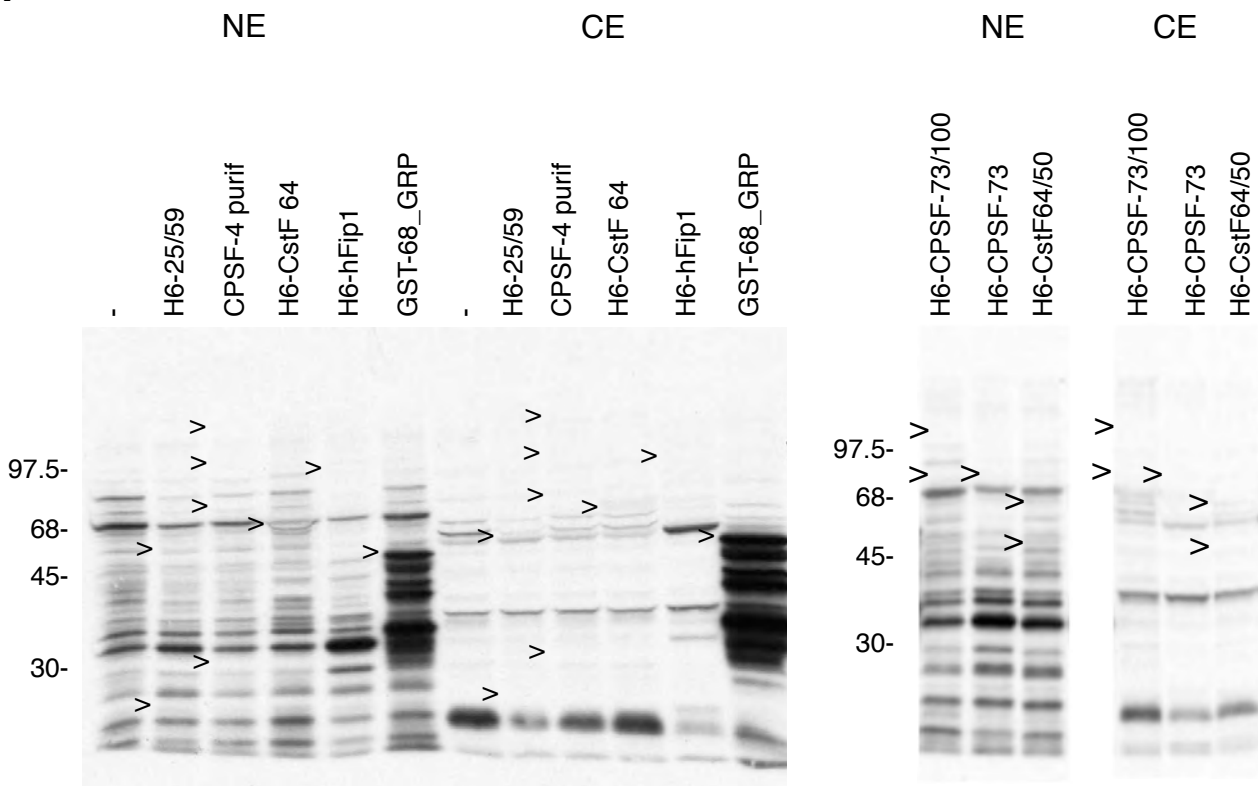 NE CE NE CE
- H6-25/59 CPSF-4 purif H6-CstF 64 H6-hFip1 GST-68_GRP - H6-25/59 CPSF-4 purif H6-CstF 64 H6-hFip1 GST-68_GRP H6-CPSF-73/100 H6-CPSF-73 H6-CstF64/50 H6-CPSF-73/100 H6-CPSF-73 H6-CstF64/50
97.5- 97.5-
68- 68-
45- 45-
30- 30-